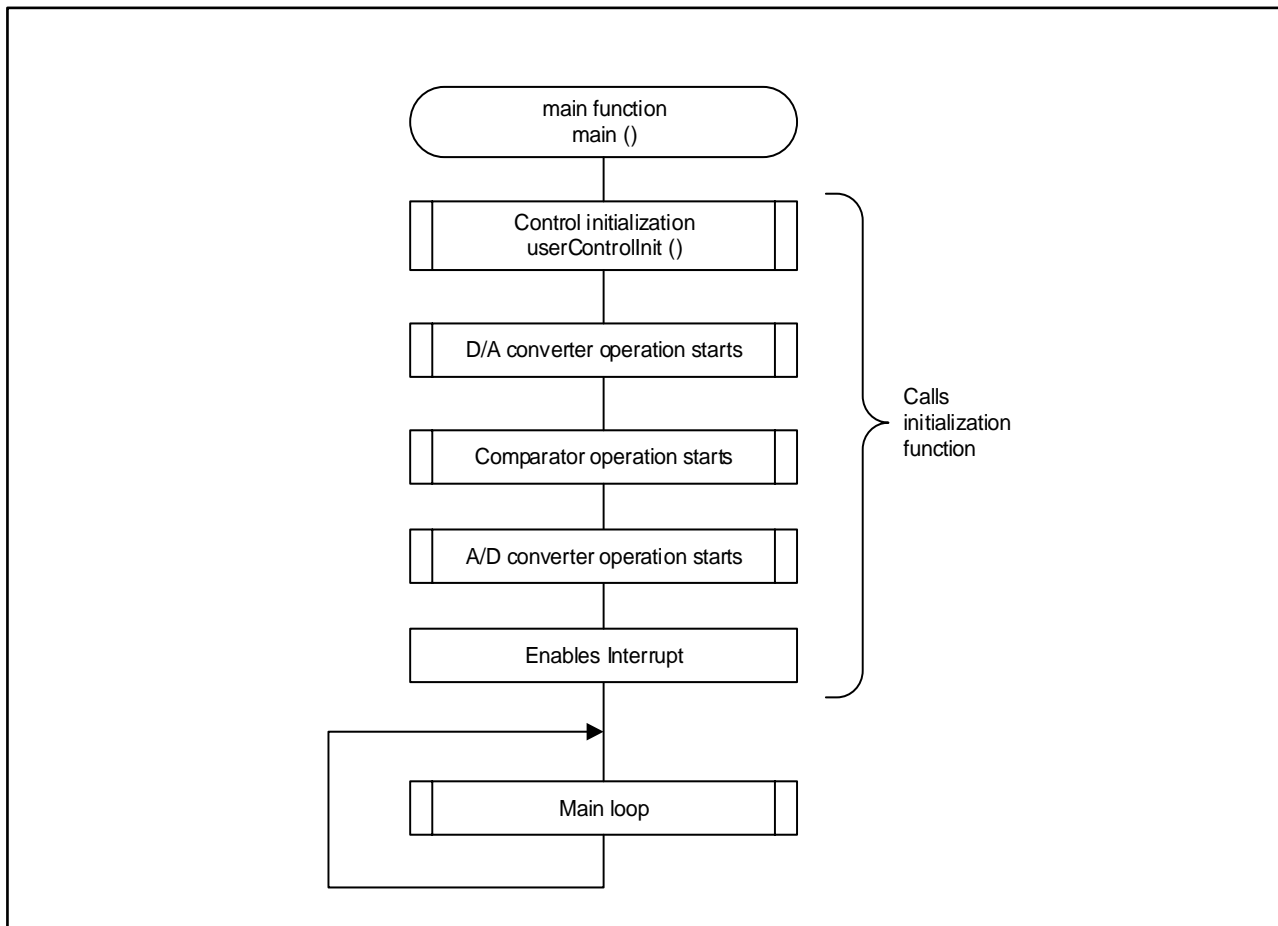 main function
main ()
Control initialization
userControlInit ()
D/A converter operation starts
Comparator operation starts
A/D converter operation starts
Enables Interrupt
Calls
initialization
function
Main loop